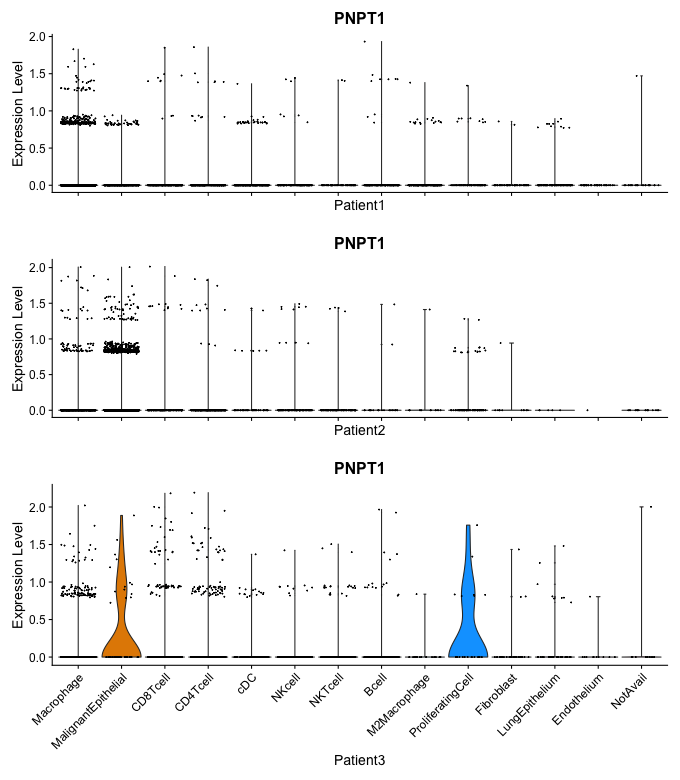 PNPT1
Expression Level
2.0
1.5
1.0
0.5
0.0
Patient1
PNPT1
Expression Level
2.0
1.5
1.0
0.5
0.0
Patient2
PNPT1
Expression Level
2.0
1.5
1.0
0.5
0.0
Macrophage
MalignantEpithelial
CD8Tcell
CD4Tcell
cDC
NKcell
NKTcell
Bcell
M2Macrophage
ProliferatingCell
Fibroblast
LungEpithelium
Endothelium
NotAvail
Patient3